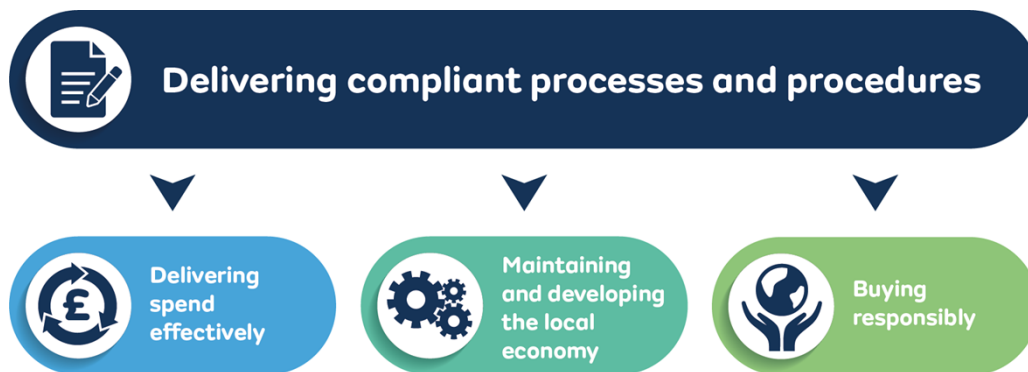 Delivering compliant processes and procedures
Delivering
spend
effectively
£
Maintaining
and developing
the local
economy
Buying
responsibly